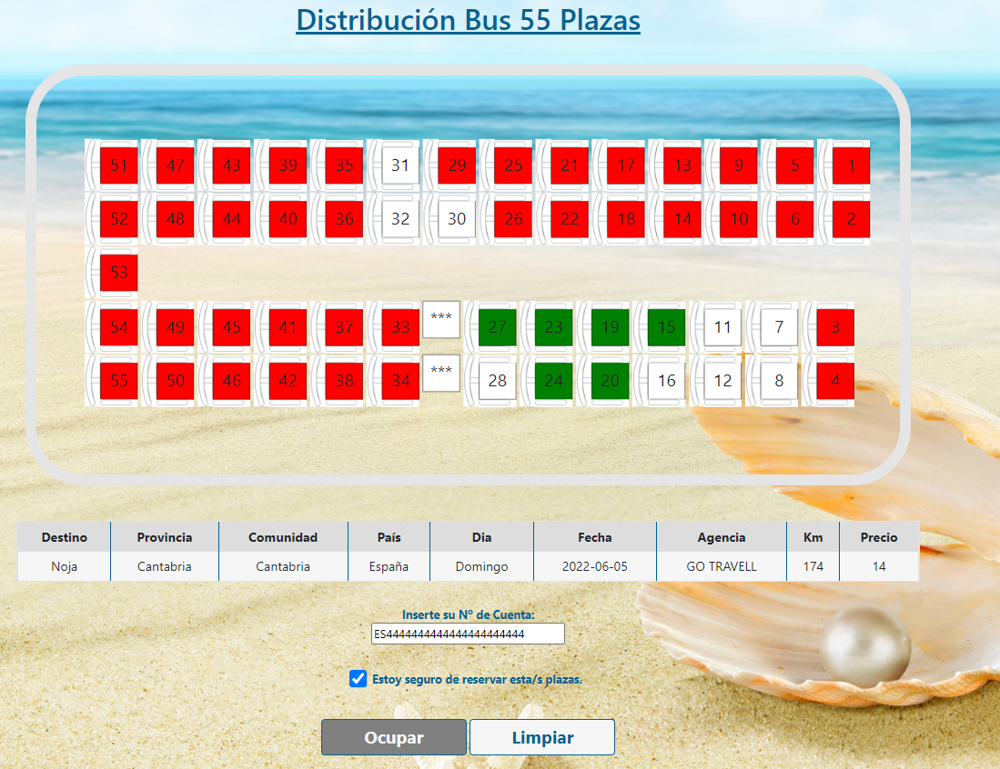 Distribución Bus 55 Plazas
51 47 43 39 35 31 29 25 21 17 13 9 5 1
52 48 44 40 36 32 30 26 22 18 14 10 6 2
53
54 49 45 41 37 33 *** 27 23 19 15 11 7 3
55 50 46 42 38 34 *** 28 24 20 16 12 8 4
Destino Provincia Comunidad País Dia Fecha Agencia Km Precio
Noja Cantabria Cantabria España Domingo 2022-06-05 GO TRAVELL 174 14
Inserte su Nº de Cuenta:
ES4444444444444444444444
Estoy seguro de reservar esta/s plazas.
Ocupar Limpiar